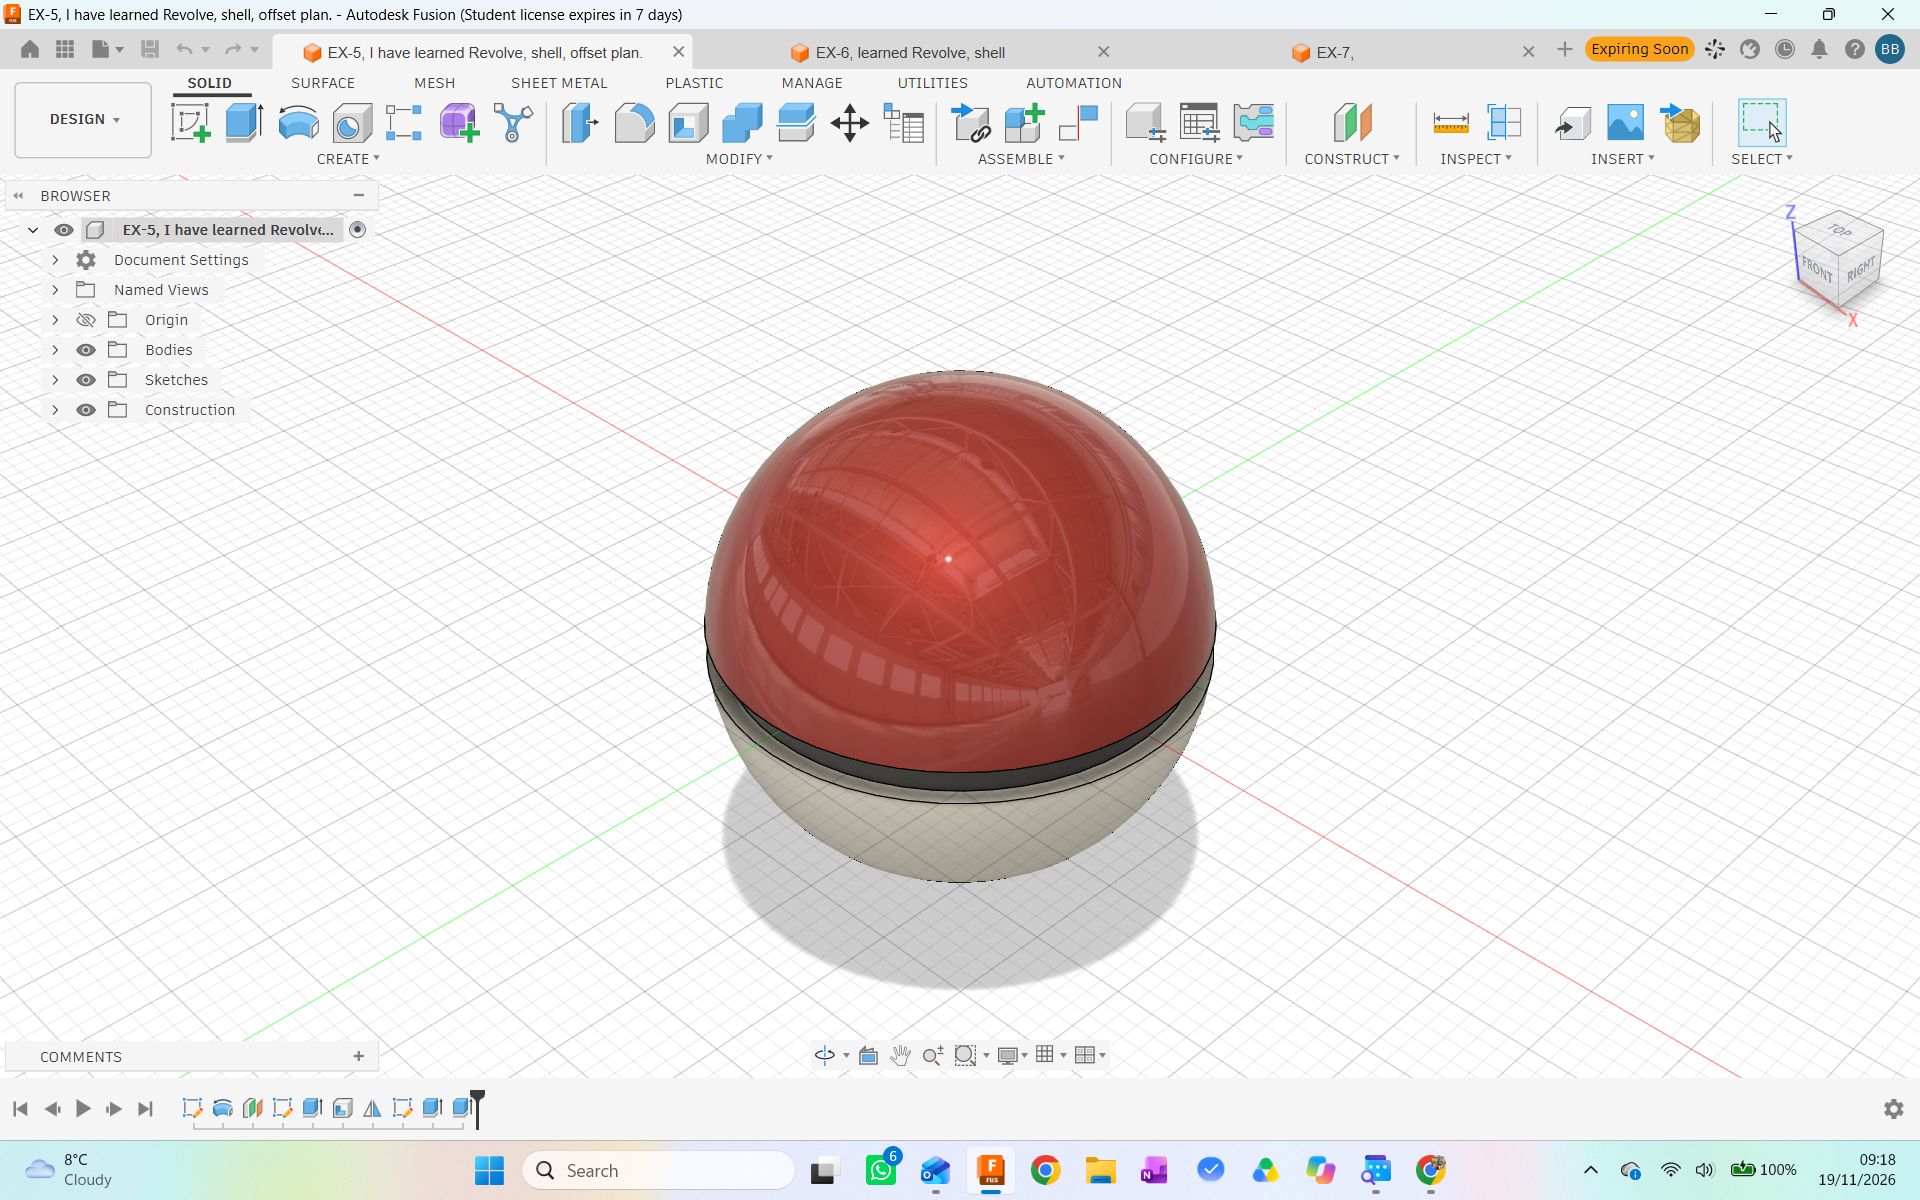 EX-5, I have learned Revolve, shell, offset plan. - Autodesk Fusion (Student license expires in 7 days)
EX-5, I have learned Revolve, shell, offset plan.
EX-6, learned Revolve, shell
EX-7,
Expiring Soon
BB
DESIGN
SOLID
SURFACE
MESH
SHEET METAL
PLASTIC
MANAGE
UTILITIES
AUTOMATION
CREATE
MODIFY
ASSEMBLE
CONFIGURE
CONSTRUCT
INSPECT
INSERT
SELECT
BROWSER
EX-5, I have learned Revolve...
Document Settings
Named Views
Origin
Bodies
Sketches
Construction
Z
TOP
FRONT
RIGHT
X
COMMENTS
8°C
Cloudy
Search
6
100%
09:18
19/11/2026